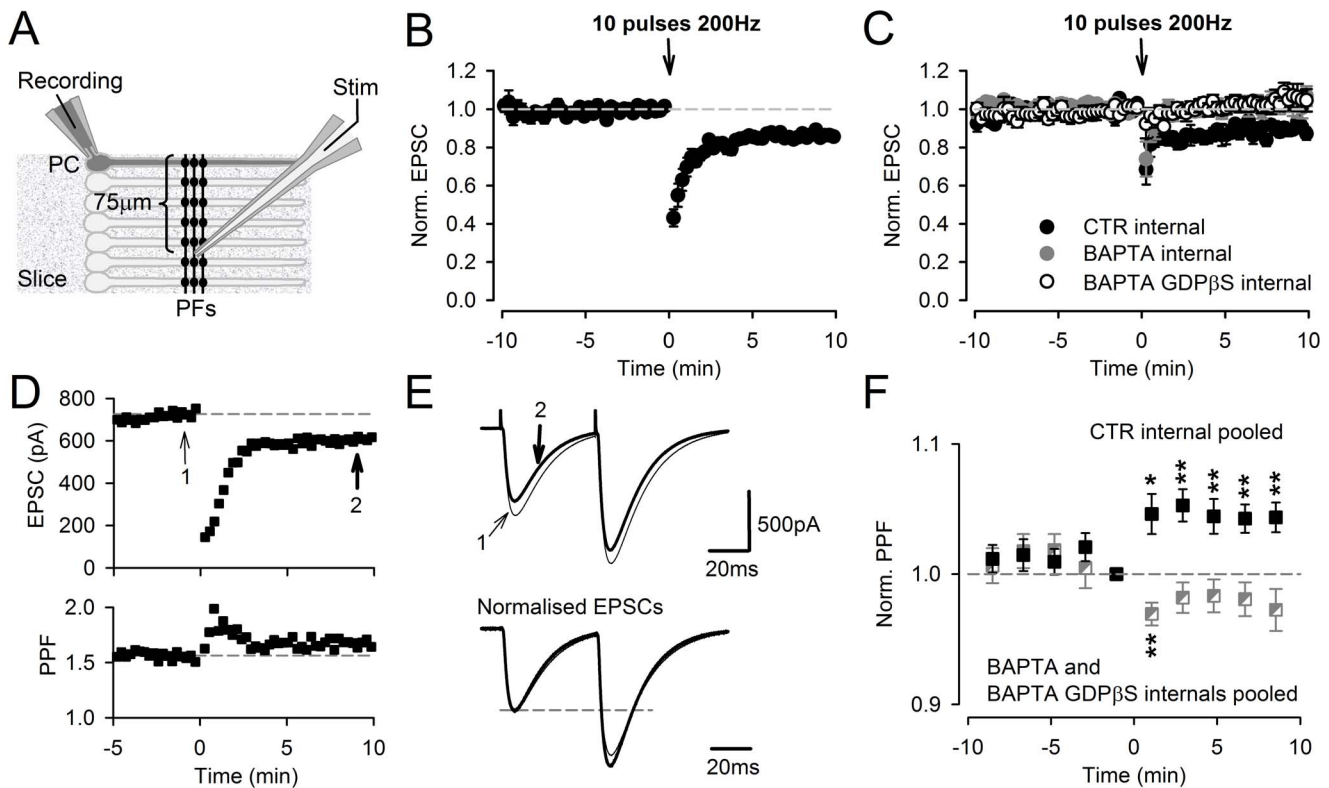 A
Recording
Stim
PC
75μm
Slice
PFs
B
10 pulses 200Hz
Norm. EPSC
1.2
1.0
0.8
0.6
0.4
0.2
0.0
-10
-5
0
5
10
Time (min)
C
10 pulses 200Hz
Norm. EPSC
1.2
1.0
0.8
0.6
0.4
0.2
0.0
CTR internal
BAPTA internal
BAPTA GDPβS internal
-10
-5
0
5
10
Time (min)
D
EPSC (pA)
800
600
400
200
0
1
2
PPF
2.0
1.5
1.0
-5
0
5
10
Time (min)
E
2
1
500pA
20ms
Normalised EPSCs
20ms
F
Norm. PPF
1.1
1.0
0.9
CTR internal pooled
*
**
**
**
**
**
BAPTA and
BAPTA GDPβS internals pooled
-10
-5
0
5
10
Time (min)